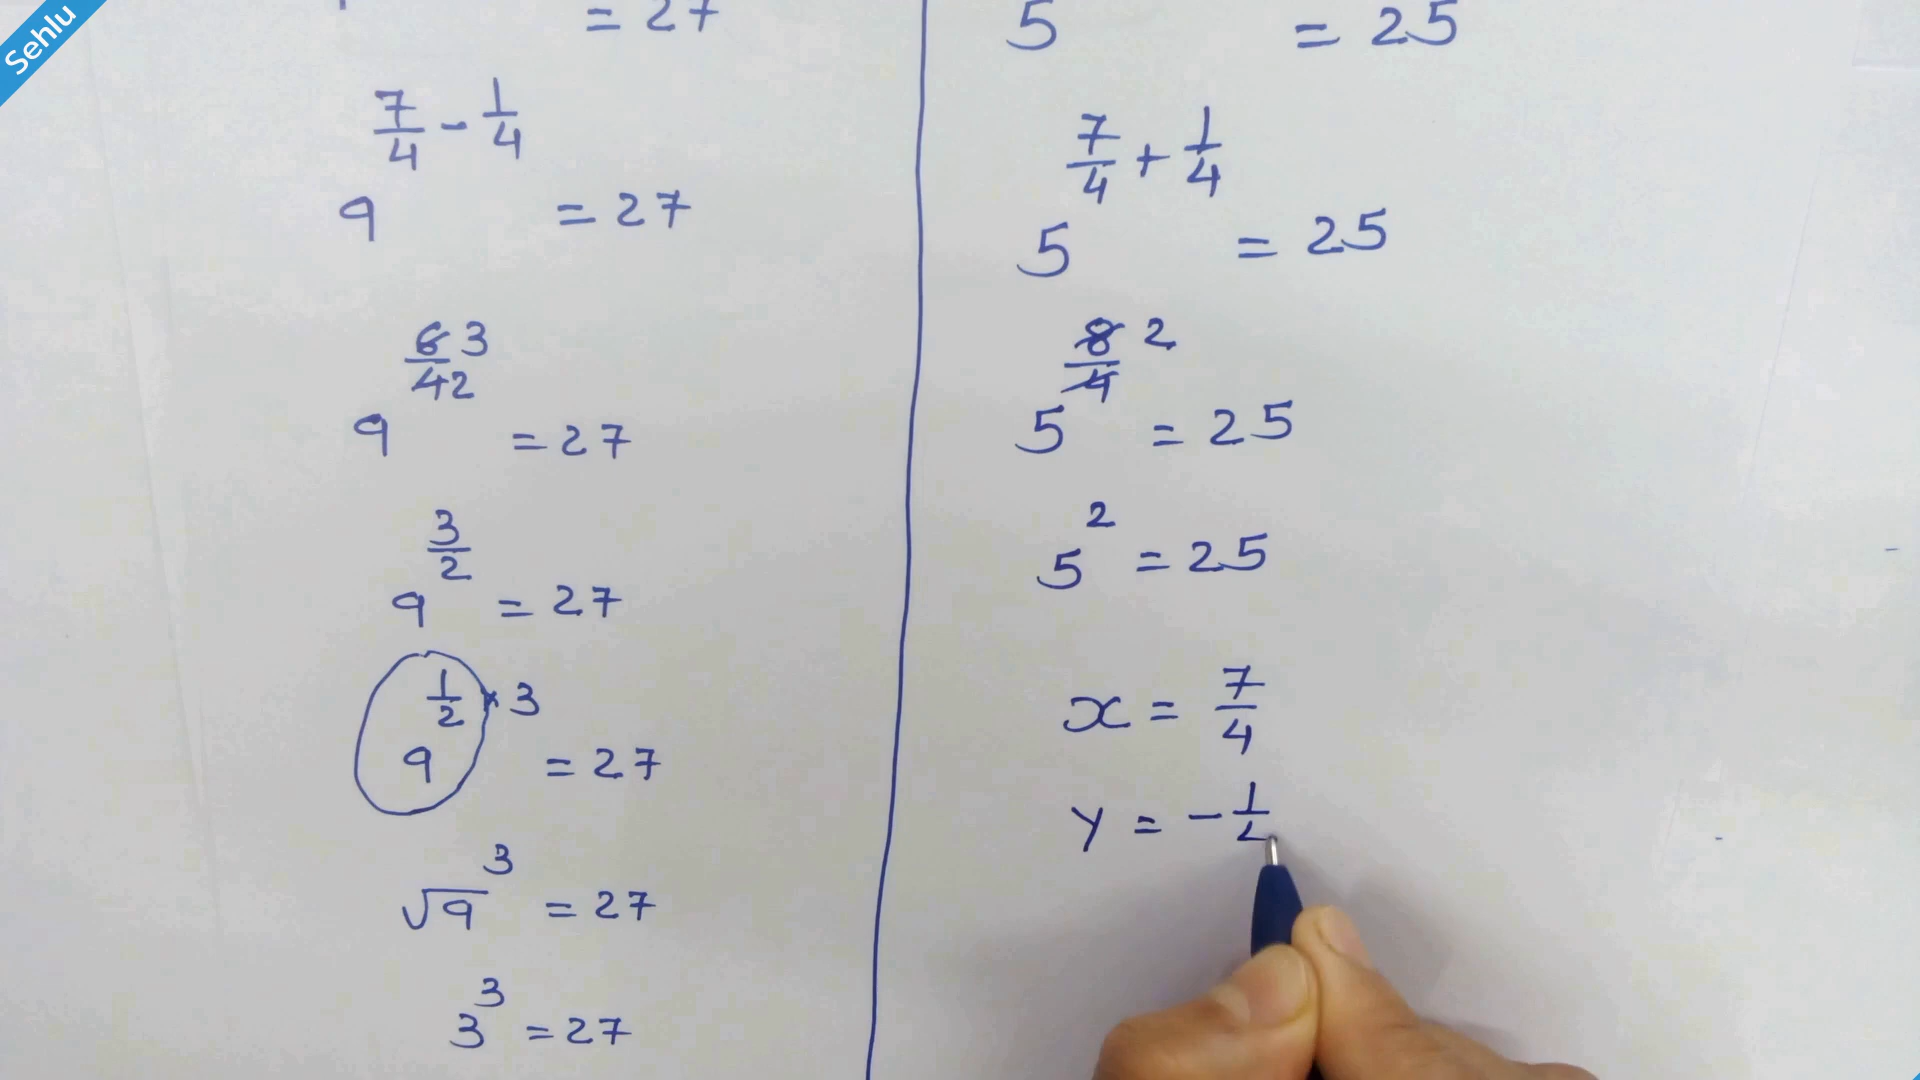 Sehlu
= 27
7/4 - 1/4
9 = 27
6/4 3 2
9 = 27
3/2
9 = 27
1/2 × 3
9 = 27
3
√9 = 27
3
3 = 27
5 = 25
7/4 + 1/4
5 = 25
8/4 2
5 = 25
2
5 = 25
x = 7/4
y = - 1/4